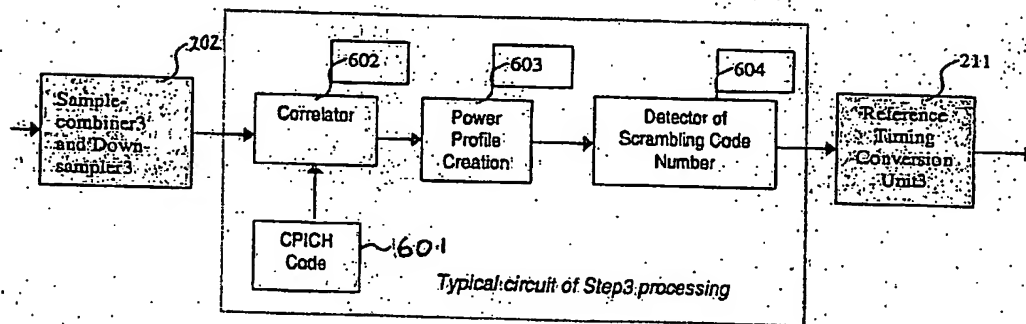 202
602
603
604
211
Sample-
combiner3
and Down-
sampler3
Correlator
Power
Profile
Creation
Detector of
Scrambling Code
Number
Reference
Timing
Conversion
Unit3
CPICH
Code
601
Typical circuit of Step3 processing